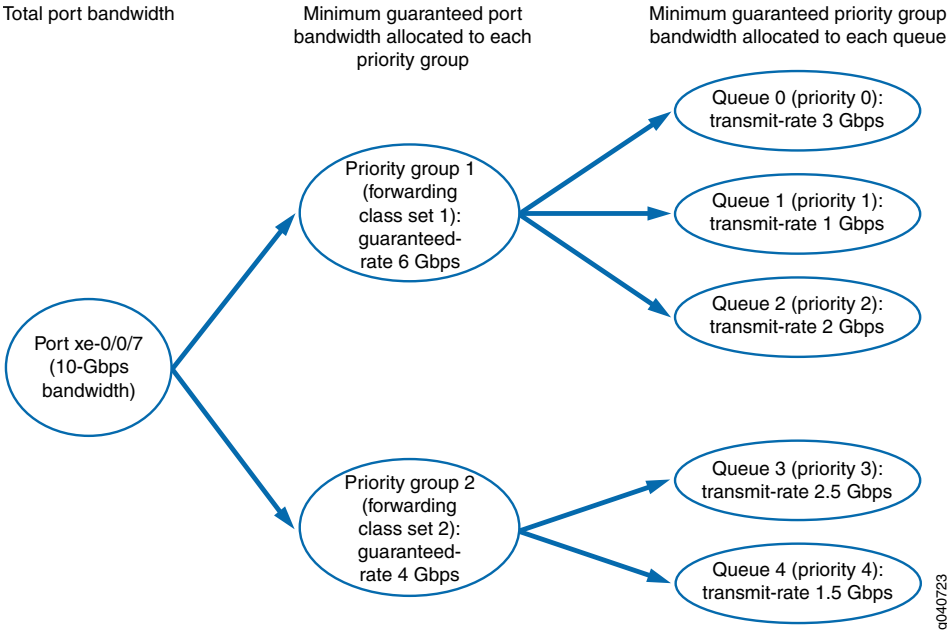 Total port bandwidth
Minimum guaranteed port
bandwidth allocated to each
priority group
Minimum guaranteed priority group
bandwidth allocated to each queue
Port xe-0/0/7
(10-Gbps
bandwidth)
Priority group 1
(forwarding
class set 1):
guaranteed-
rate 6 Gbps
Queue 0 (priority 0):
transmit-rate 3 Gbps
Queue 1 (priority 1):
transmit-rate 1 Gbps
Queue 2 (priority 2):
transmit-rate 2 Gbps
Priority group 2
(forwarding
class set 2):
guaranteed-
rate 4 Gbps
Queue 3 (priority 3):
transmit-rate 2.5 Gbps
Queue 4 (priority 4):
transmit-rate 1.5 Gbps
g040723